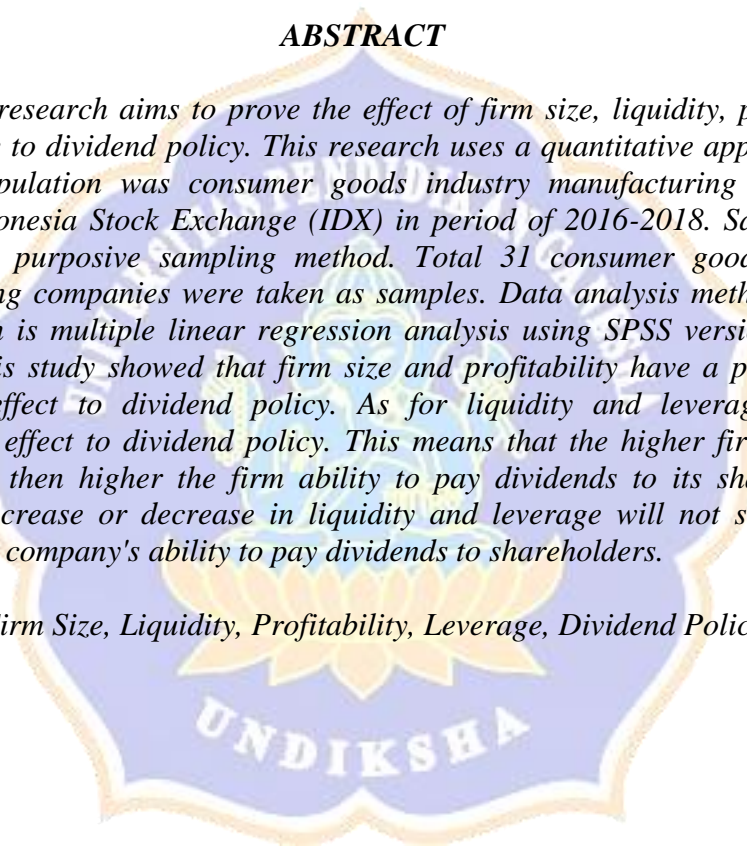 ABSTRACT
research aims to prove the effect of firm size, liquidity, p
to dividend policy. This research uses a quantitative app
pulation was consumer goods industry manufacturing
onesia Stock Exchange (IDX) in period of 2016-2018. Sa
purposive sampling method. Total 31 consumer good
ng companies were taken as samples. Data analysis meth
n is multiple linear regression analysis using SPSS versi
is study showed that firm size and profitability have a p
ffect to dividend policy. As for liquidity and leverag
effect to dividend policy. This means that the higher fir
then higher the firm ability to pay dividends to its sha
crease or decrease in liquidity and leverage will not s
company's ability to pay dividends to shareholders.
irm Size, Liquidity, Profitability, Leverage, Dividend Polic
UNIVERSITAS PENDIDIKAN GANESHA
UNDIKSHA